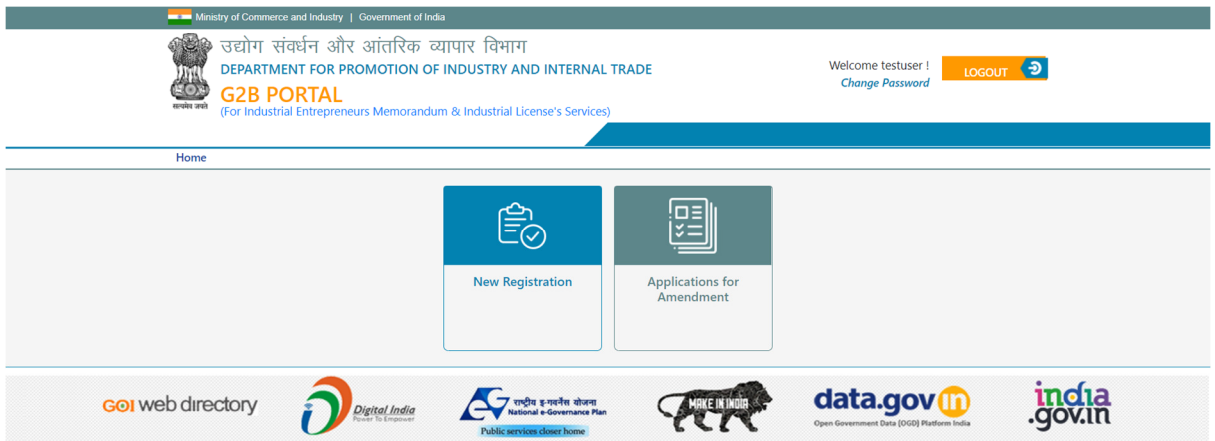 Ministry of Commerce and Industry | Government of India
उद्योग संवर्धन और आंतरिक व्यापार विभाग
DEPARTMENT FOR PROMOTION OF INDUSTRY AND INTERNAL TRADE
G2B PORTAL
(For Industrial Entrepreneurs Memorandum & Industrial License's Services)
सत्यमेव जयते
Welcome testuser !
Change Password
LOGOUT
Home
New Registration
Applications for
Amendment
GOI web directory
Digital India
Power To Empower
राष्ट्रीय इ-गवर्नेंस योजना
National e-Governance Plan
Public services closer home
MAKE IN INDIA
data.gov in
Open Government Data (OGD) Platform India
india
.gov.in